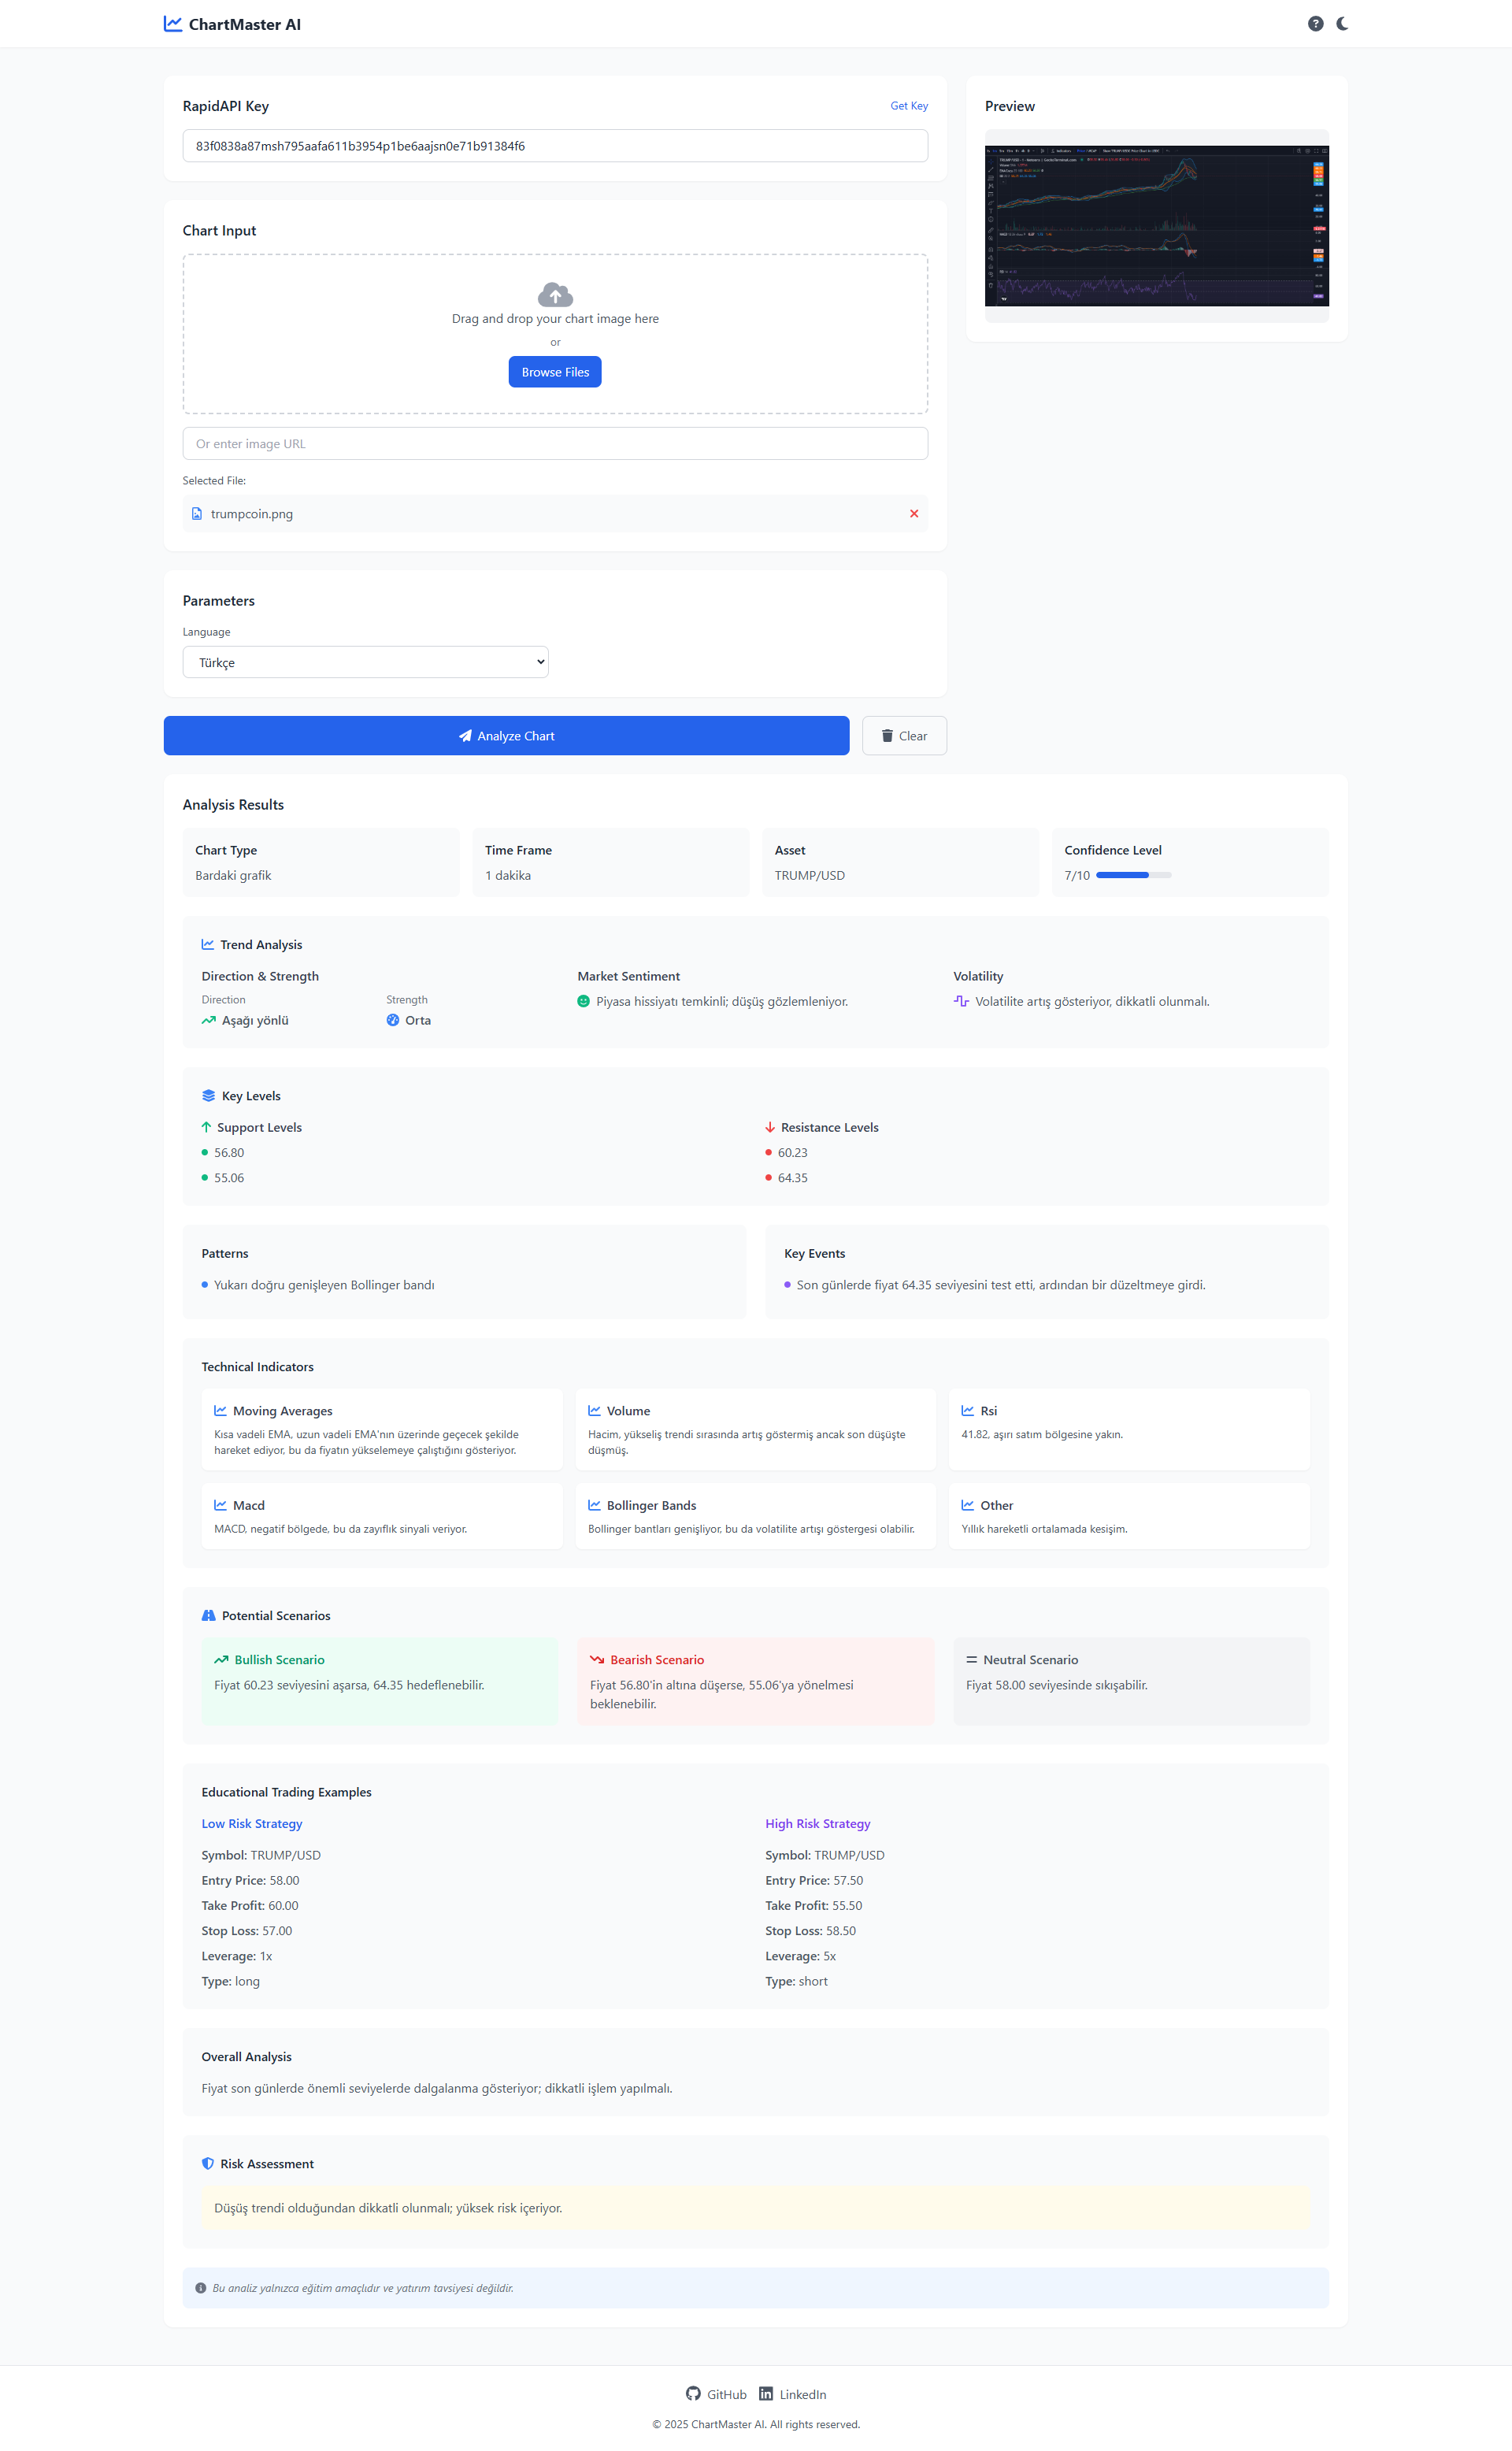 ChartMaster AI
RapidAPI Key
Get Key
83f0838a87msh795aafa611b3954p1be6aajsn0e71b91384f6
Preview
Chart Input
Drag and drop your chart image here
or
Browse Files
Or enter image URL
Selected File:
trumpcoin.png
Parameters
Language
Türkçe
Analyze Chart
Clear
Analysis Results
Chart Type
Bardaki grafik
Time Frame
1 dakika
Asset
TRUMP/USD
Confidence Level
7/10
Trend Analysis
Direction & Strength
Direction
Aşağı yönlü
Strength
Orta
Market Sentiment
Piyasa hissiyatı temkinli; düşüş gözlemleniyor.
Volatility
Volatilite artış gösteriyor, dikkatli olunmalı.
Key Levels
Support Levels
56.80
55.06
Resistance Levels
60.23
64.35
Patterns
Yukarı doğru genişleyen Bollinger bandı
Key Events
Son günlerde fiyat 64.35 seviyesini test etti, ardından bir düzeltmeye girdi.
Technical Indicators
Moving Averages
Kısa vadeli EMA, uzun vadeli EMA'nın üzerinde geçecek şekilde
hareket ediyor, bu da fiyatın yükselemeye çalıştığını gösteriyor.
Volume
Hacim, yükseliş trendi sırasında artış göstermiş ancak son düşüşte
düşmüş.
Rsi
41.82, aşırı satım bölgesine yakın.
Macd
MACD, negatif bölgede, bu da zayıflık sinyali veriyor.
Bollinger Bands
Bollinger bantları genişliyor, bu da volatilite artışı göstergesi olabilir.
Other
Yıllık hareketli ortalamada kesişim.
Potential Scenarios
Bullish Scenario
Fiyat 60.23 seviyesini aşarsa, 64.35 hedeflenebilir.
Bearish Scenario
Fiyat 56.80'in altına düşerse, 55.06'ya yönelmesi
beklenebilir.
Neutral Scenario
Fiyat 58.00 seviyesinde sıkışabilir.
Educational Trading Examples
Low Risk Strategy
Symbol: TRUMP/USD
Entry Price: 58.00
Take Profit: 60.00
Stop Loss: 57.00
Leverage: 1x
Type: long
High Risk Strategy
Symbol: TRUMP/USD
Entry Price: 57.50
Take Profit: 55.50
Stop Loss: 58.50
Leverage: 5x
Type: short
Overall Analysis
Fiyat son günlerde önemli seviyelerde dalgalanma gösteriyor; dikkatli işlem yapılmalı.
Risk Assessment
Düşüş trendi olduğundan dikkatli olunmalı; yüksek risk içeriyor.
Bu analiz yalnızca eğitim amaçlıdır ve yatırım tavsiyesi değildir.
GitHub
LinkedIn
© 2025 ChartMaster AI. All rights reserved.